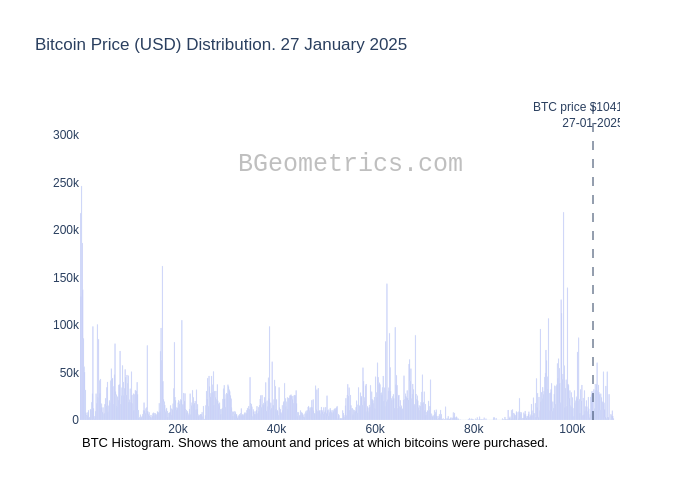 Bitcoin Price (USD) Distribution. 27 January 2025
BTC price $1041
27-01-2025
300k
BGeometrics.com
250k
200k
150k
100k
50k
0
20k 40k 60k 80k 100k
BTC Histogram. Shows the amount and prices at which bitcoins were purchased.